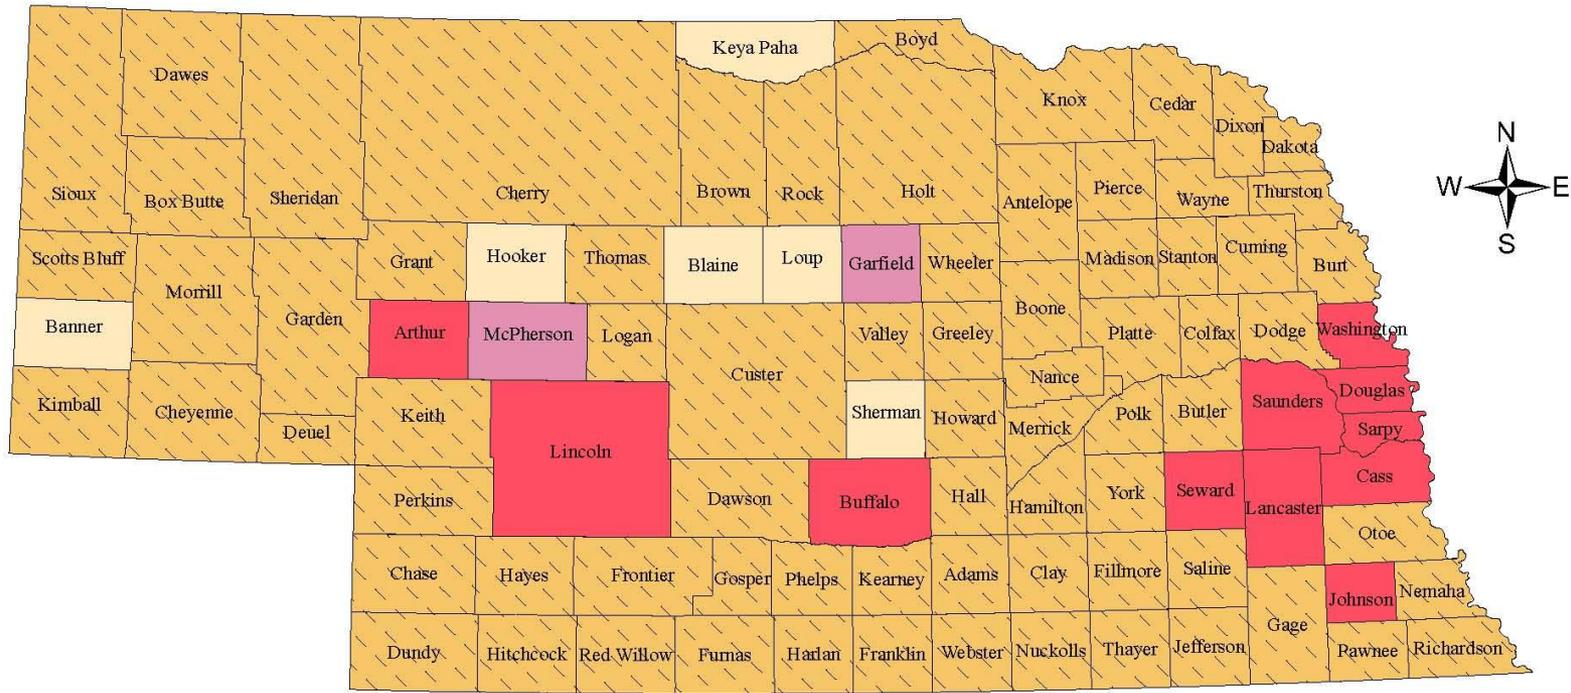 Keya Paha
Boyd
Dawes
Knox
Cedar
Dixon
Dakota
N
W
E
S
Sioux
Box Butte
Sheridan
Cherry
Brown
Rock
Holt
Antelope
Pierce
Wayne
Thurston
Scotts Bluff
Morrill
Grant
Hooker
Thomas
Blaine
Loup
Garfield
Wheeler
Madison
Stanton
Cuming
Burt
Banner
Garden
Arthur
McPherson
Logan
Valley
Greeley
Boone
Platte
Colfax
Dodge
Washington
Custer
Nance
Kimball
Cheyenne
Deuel
Keith
Lincoln
Sherman
Howard
Merrick
Polk
Butler
Saunders
Douglas
Sarpy
Perkins
Dawson
Buffalo
Hall
Hamilton
York
Seward
Lancaster
Cass
Otoe
Chase
Hayes
Frontier
Gosper
Phelps
Kearney
Adams
Clay
Fillmore
Saline
Johnson
Nemaha
Gage
Dundy
Hitchcock
Red Willow
Furnas
Harlan
Franklin
Webster
Nuckolls
Thayer
Jefferson
Pawnee
Richardson